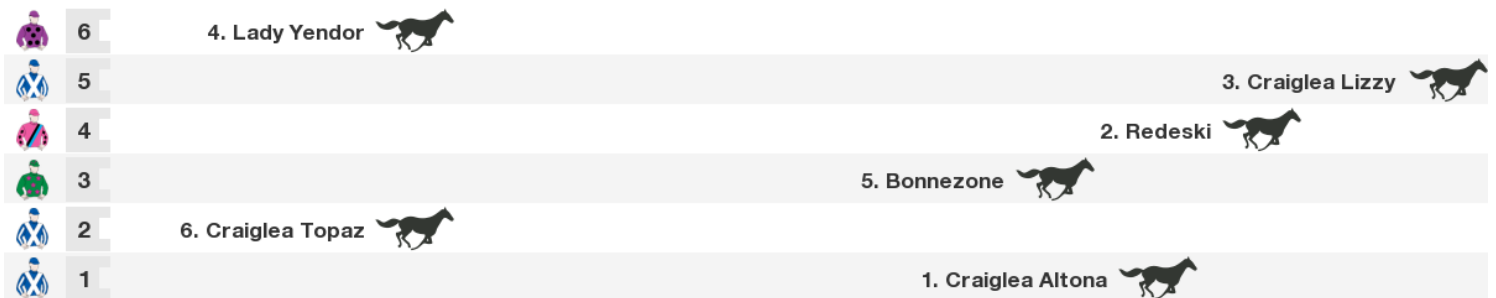 6 4. Lady Yendor
5 3. Craiglea Lizzy
4 2. Redeski
3 5. Bonnezone
2 6. Craiglea Topaz
1 1. Craiglea Altona